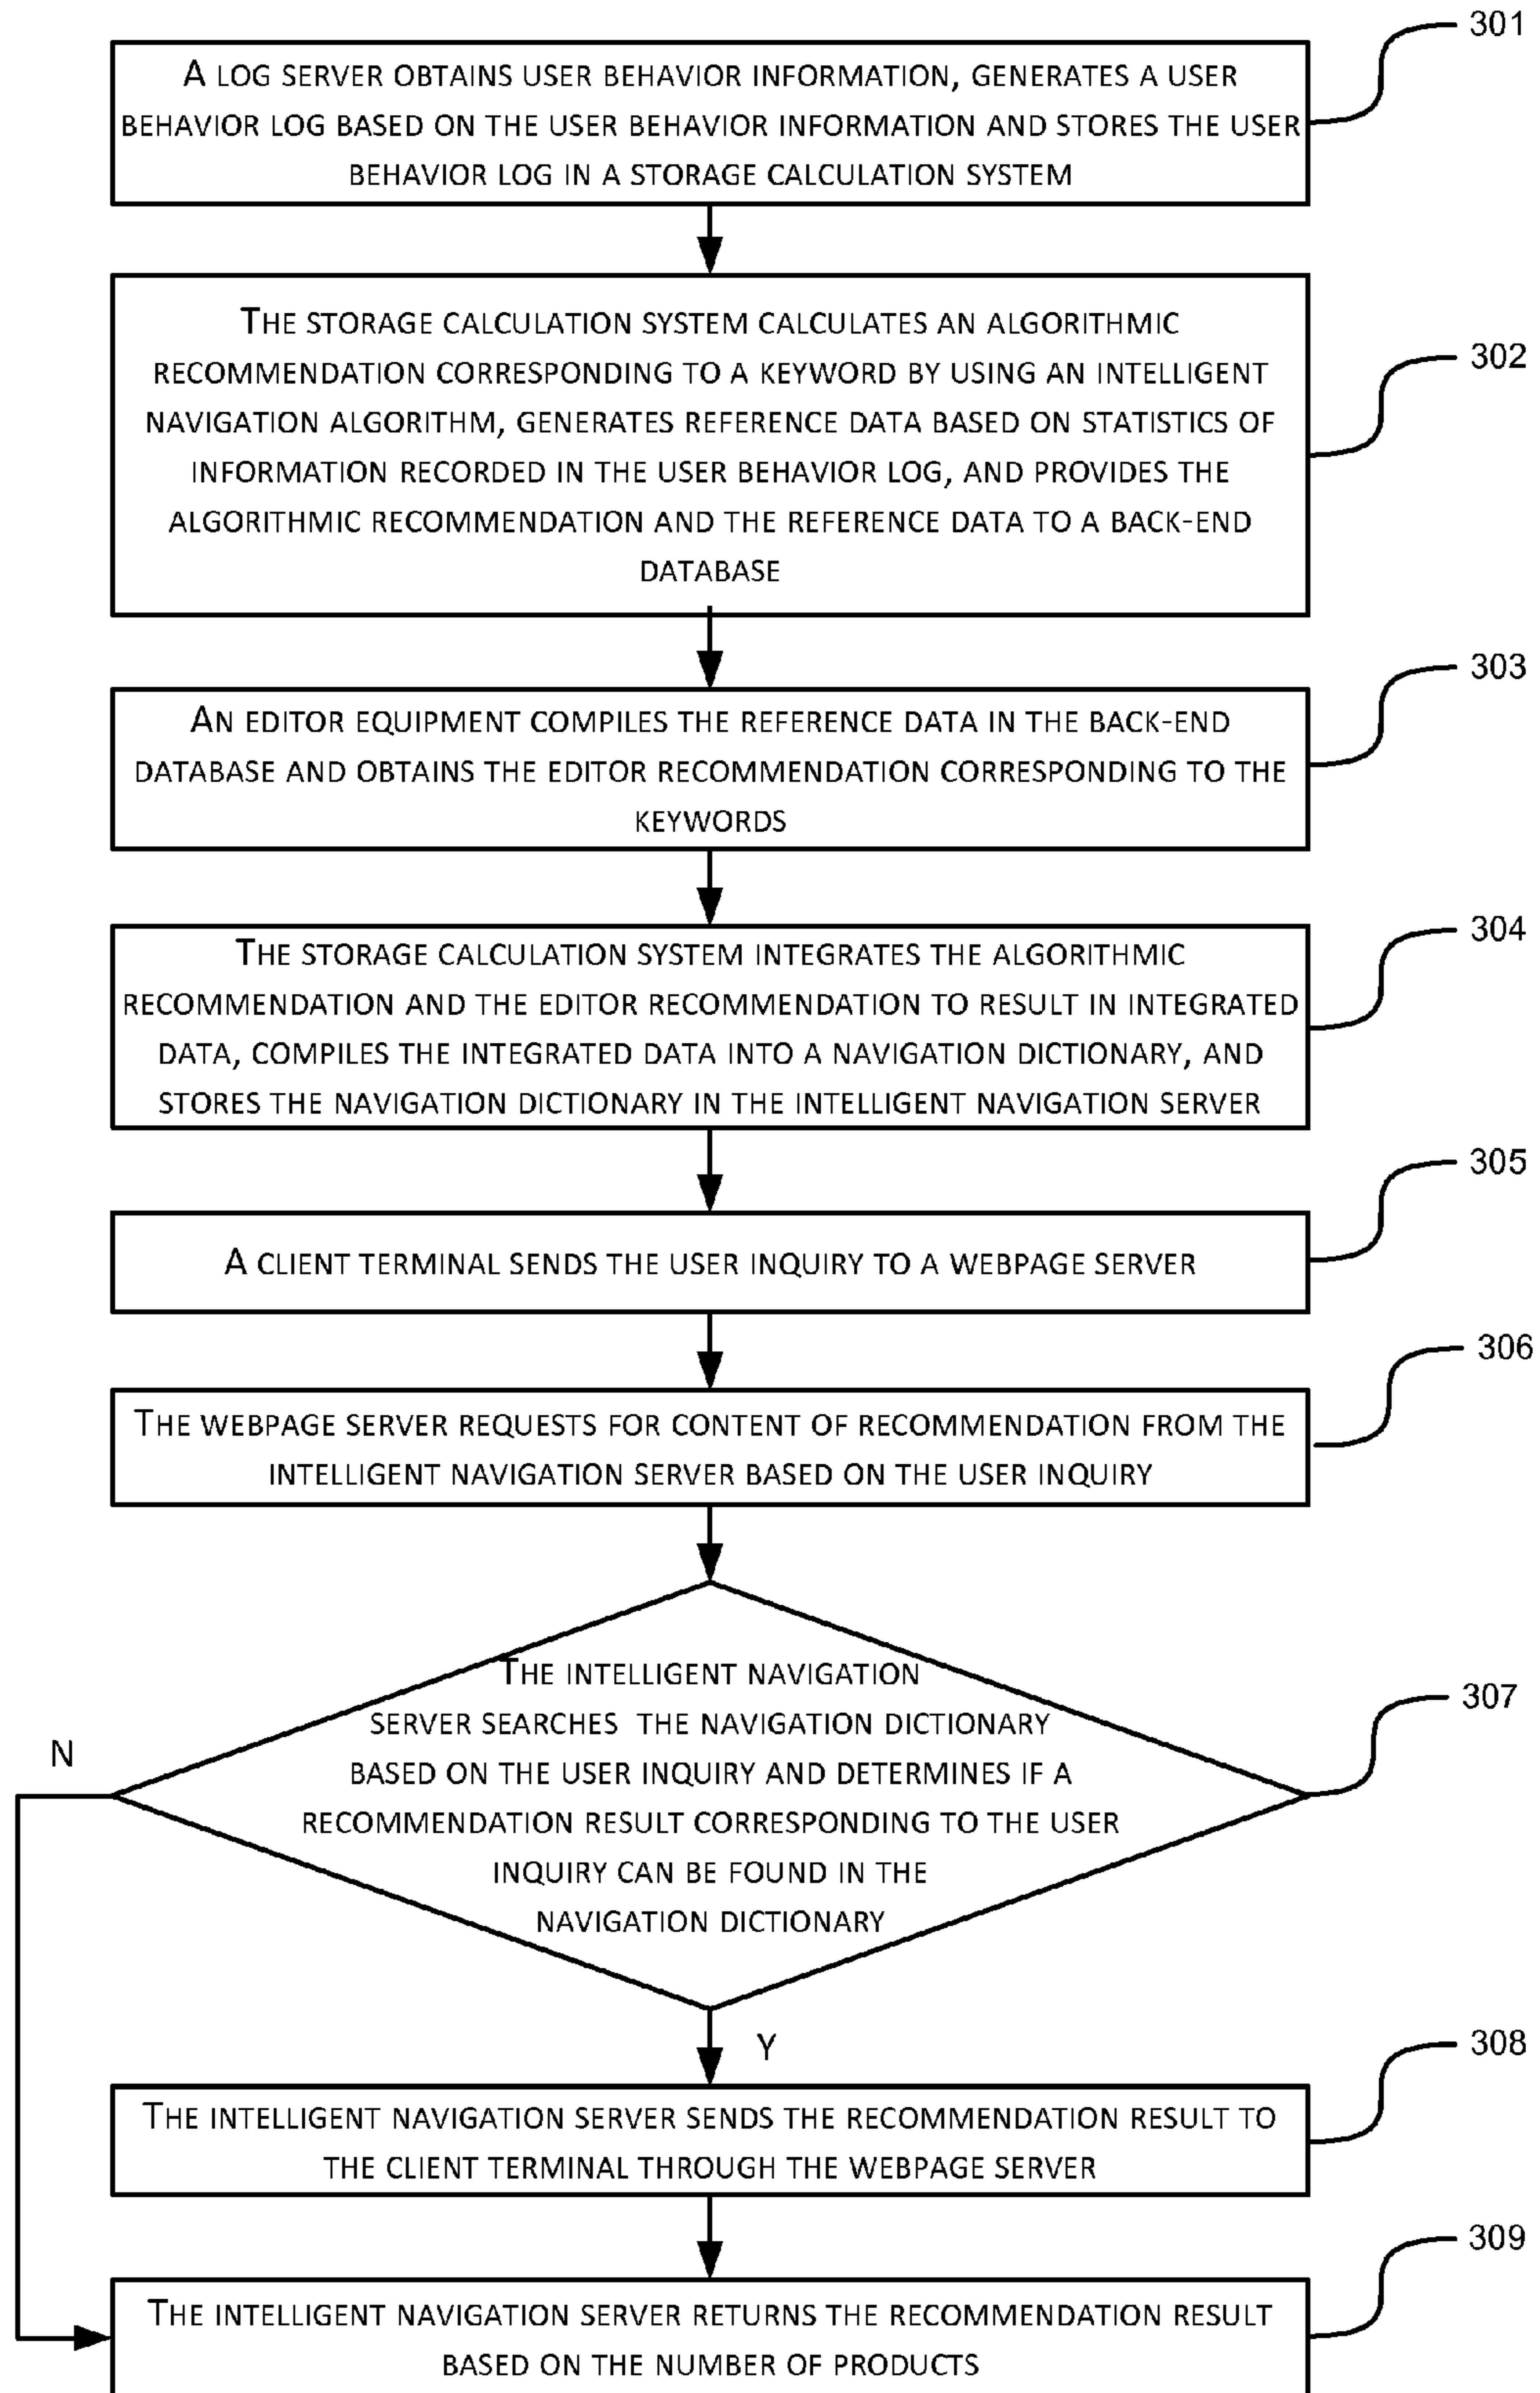 301
A LOG SERVER OBTAINS USER BEHAVIOR INFORMATION, GENERATES A USER
BEHAVIOR LOG BASED ON THE USER BEHAVIOR INFORMATION AND STORES THE USER
BEHAVIOR LOG IN A STORAGE CALCULATION SYSTEM
302
THE STORAGE CALCULATION SYSTEM CALCULATES AN ALGORITHMIC
RECOMMENDATION CORRESPONDING TO A KEYWORD BY USING AN INTELLIGENT
NAVIGATION ALGORITHM, GENERATES REFERENCE DATA BASED ON STATISTICS OF
INFORMATION RECORDED IN THE USER BEHAVIOR LOG, AND PROVIDES THE
ALGORITHMIC RECOMMENDATION AND THE REFERENCE DATA TO A BACK-END
DATABASE
303
AN EDITOR EQUIPMENT COMPILES THE REFERENCE DATA IN THE BACK-END
DATABASE AND OBTAINS THE EDITOR RECOMMENDATION CORRESPONDING TO THE
KEYWORDS
304
THE STORAGE CALCULATION SYSTEM INTEGRATES THE ALGORITHMIC
RECOMMENDATION AND THE EDITOR RECOMMENDATION TO RESULT IN INTEGRATED
DATA, COMPILES THE INTEGRATED DATA INTO A NAVIGATION DICTIONARY, AND
STORES THE NAVIGATION DICTIONARY IN THE INTELLIGENT NAVIGATION SERVER
305
A CLIENT TERMINAL SENDS THE USER INQUIRY TO A WEBPAGE SERVER
306
THE WEBPAGE SERVER REQUESTS FOR CONTENT OF RECOMMENDATION FROM THE
INTELLIGENT NAVIGATION SERVER BASED ON THE USER INQUIRY
307
THE INTELLIGENT NAVIGATION
SERVER SEARCHES THE NAVIGATION DICTIONARY
BASED ON THE USER INQUIRY AND DETERMINES IF A
RECOMMENDATION RESULT CORRESPONDING TO THE USER
INQUIRY CAN BE FOUND IN THE
NAVIGATION DICTIONARY
N
Y
308
THE INTELLIGENT NAVIGATION SERVER SENDS THE RECOMMENDATION RESULT TO
THE CLIENT TERMINAL THROUGH THE WEBPAGE SERVER
309
THE INTELLIGENT NAVIGATION SERVER RETURNS THE RECOMMENDATION RESULT
BASED ON THE NUMBER OF PRODUCTS